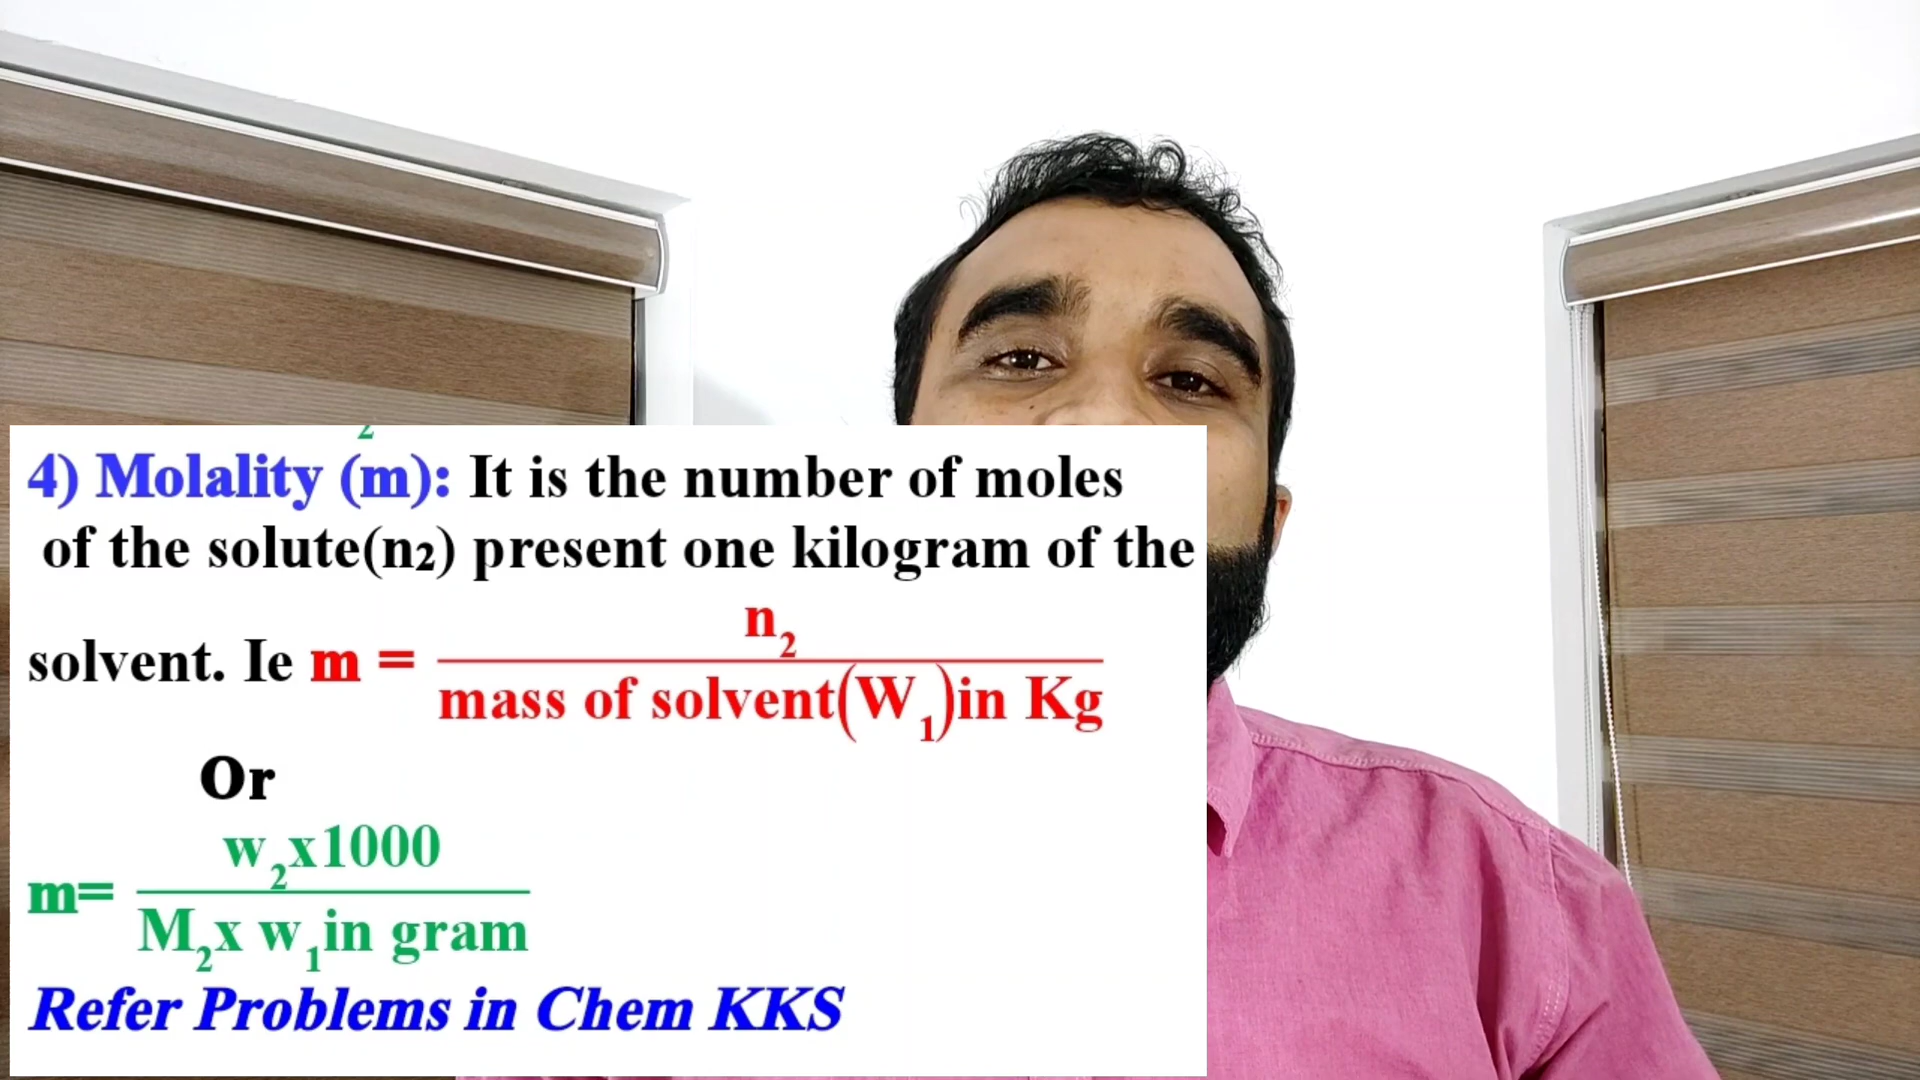 2
4) Molality (m): It is the number of moles
of the solute(n₂) present one kilogram of the
n₂
solvent. Ie m =
mass of solvent(W₁)in Kg
Or
w₂x1000
m=
M₂x w₁in gram
Refer Problems in Chem KKS